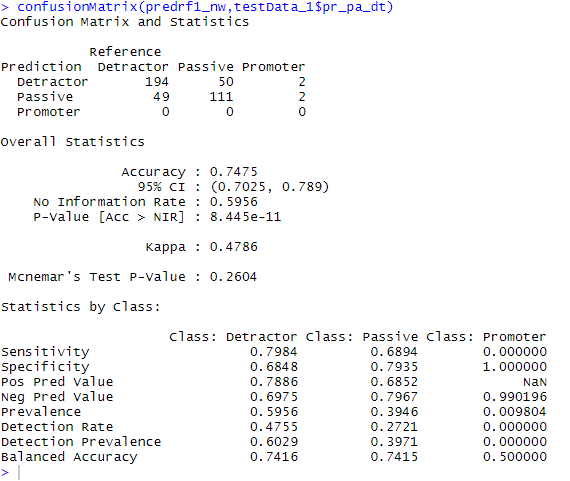 > confusionMatrix(predrf1_nw,testData_1$pr_pa_dt)
Confusion Matrix and Statistics
Reference
Prediction Detractor Passive Promoter
Detractor 194 50 2
Passive 49 111 2
Promoter 0 0 0
Overall Statistics
Accuracy : 0.7475
95% CI : (0.7025, 0.789)
No Information Rate : 0.5956
P-Value [Acc > NIR] : 8.445e-11
Kappa : 0.4786
Mcnemar's Test P-Value : 0.2604
Statistics by Class:
Class: Detractor Class: Passive Class: Promoter
Sensitivity 0.7984 0.6894 0.000000
Specificity 0.6848 0.7935 1.000000
Pos Pred Value 0.7886 0.6852 NaN
Neg Pred Value 0.6975 0.7967 0.990196
Prevalence 0.5956 0.3946 0.009804
Detection Rate 0.4755 0.2721 0.000000
Detection Prevalence 0.6029 0.3971 0.000000
Balanced Accuracy 0.7416 0.7415 0.500000
>